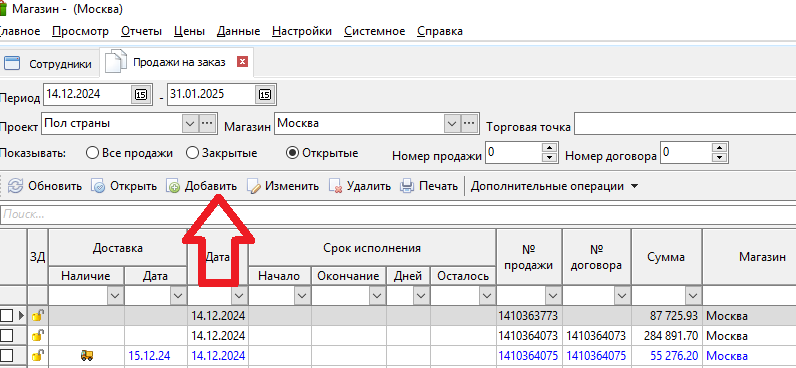 Магазин - (Москва)
Главное Просмотр Отчеты Цены Данные Настройки Системное Справка
Сотрудники Продажи на заказ
Период 14.12.2024 - 31.01.2025
Проект Пол страны Магазин Москва Торговая точка
Показывать: Все продажи Закрытые Открытые Номер продажи 0 Номер договора 0
Обновить Открыть Добавить Изменить Удалить Печать Дополнительные операции
Поиск...
ЗД Доставка Дата Срок исполнения № продажи № договора Сумма Магазин
Наличие Дата Начало Окончание Дней Осталось
14.12.2024 1410363773 87 725.93 Москва
14.12.2024 1410364073 1410364073 284 891.70 Москва
15.12.24 14.12.2024 1410364075 1410364075 55 276.20 Москва